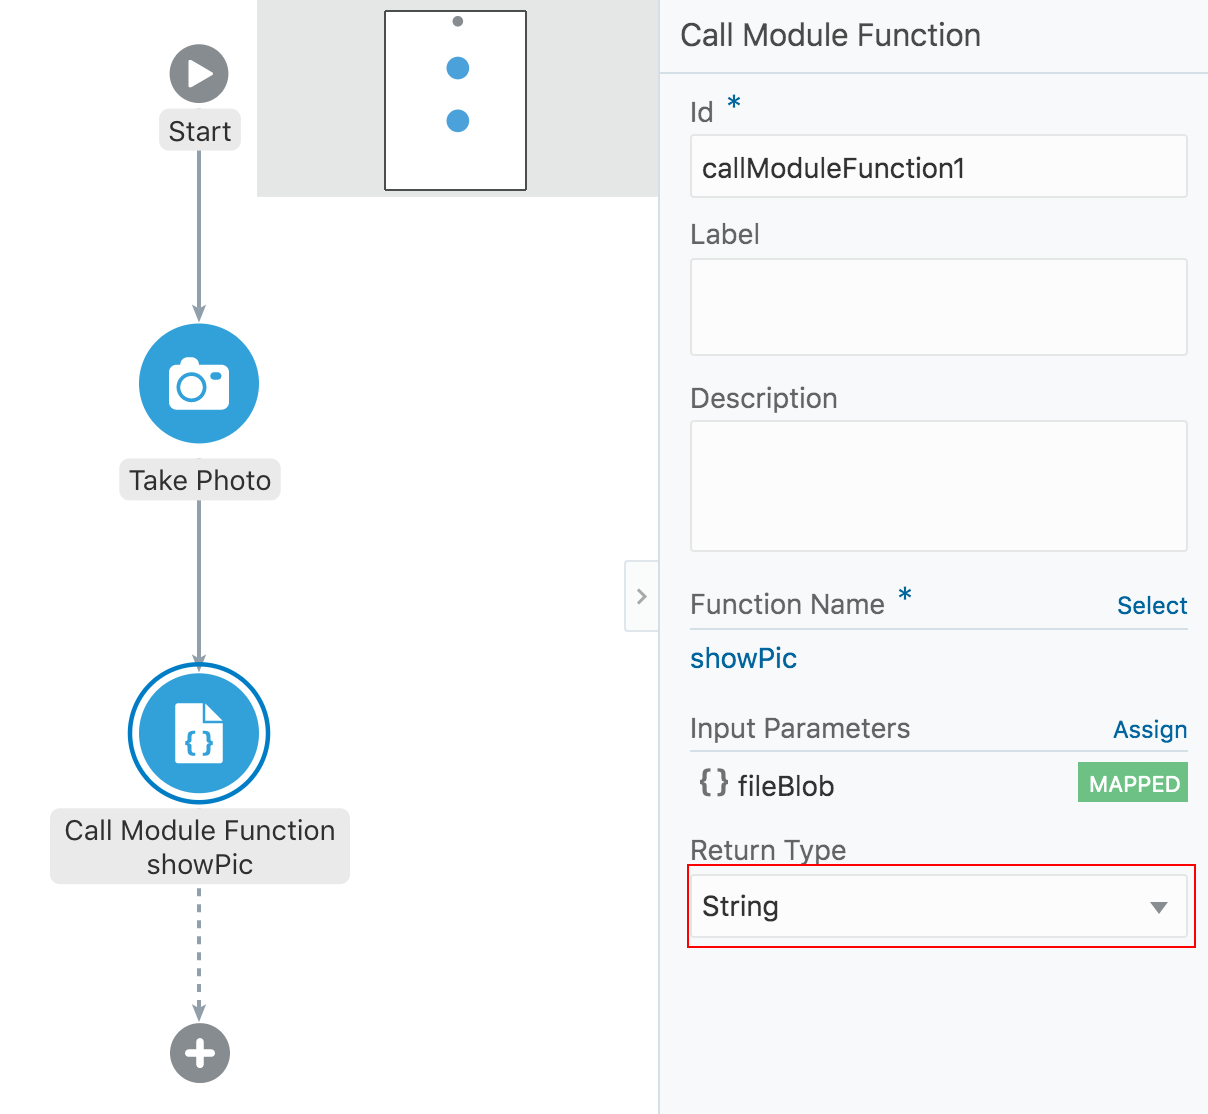 Start
Take Photo
{ }
Call Module Function
showPic
Call Module Function
Id *
callModuleFunction1
Label
Description
Function Name *
Select
showPic
Input Parameters
Assign
{ } fileBlob
MAPPED
Return Type
String